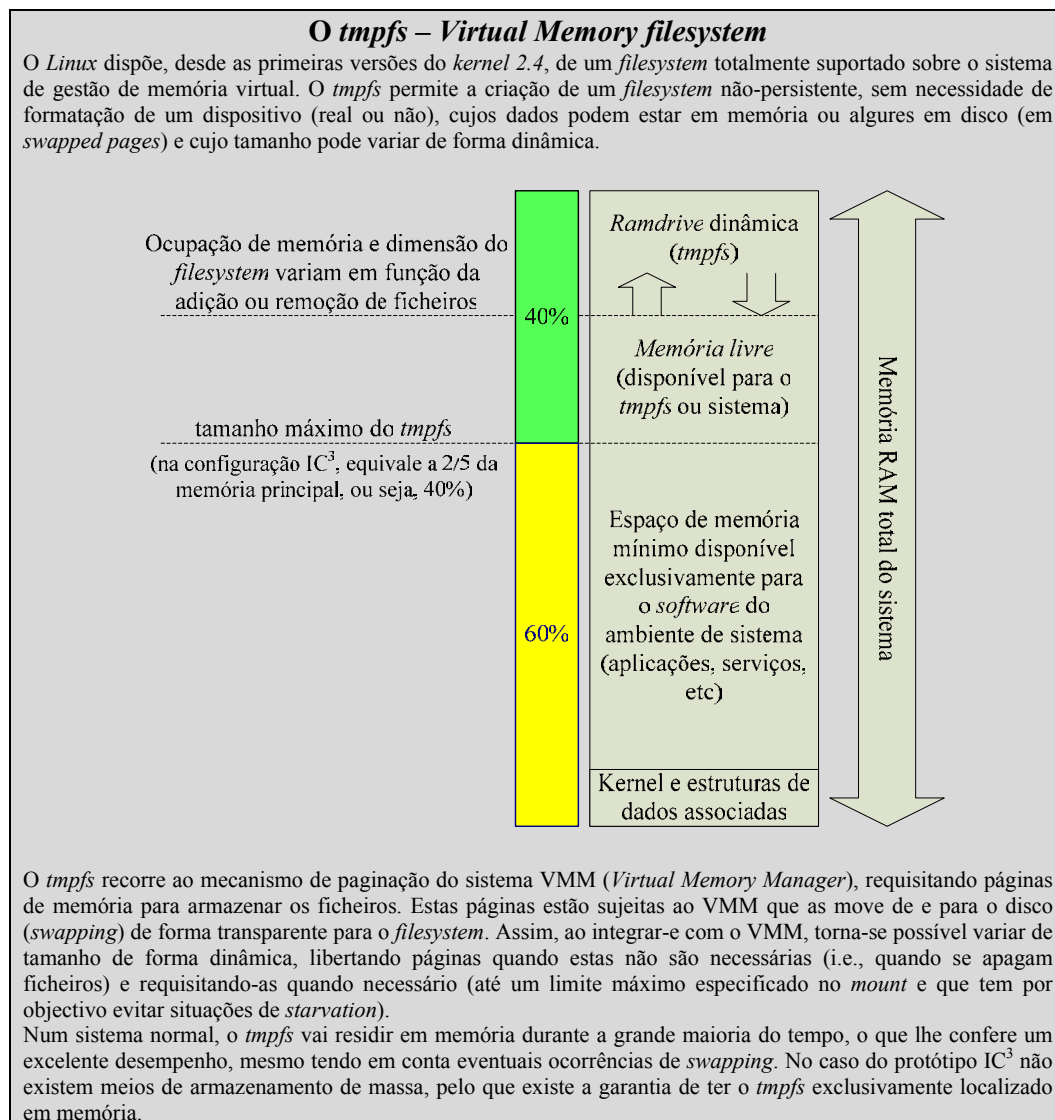 O tmpfs – Virtual Memory filesystem
O Linux dispõe, desde as primeiras versões do kernel 2.4, de um filesystem totalmente suportado sobre o sistema
de gestão de memória virtual. O tmpfs permite a criação de um filesystem não-persistente, sem necessidade de
formatação de um dispositivo (real ou não), cujos dados podem estar em memória ou algures em disco (em
swapped pages) e cujo tamanho pode variar de forma dinâmica.
Ocupação de memória e dimensão do
filesystem variam em função da
adição ou remoção de ficheiros
tamanho máximo do tmpfs
(na configuração IC³, equivale a 2/5 da
memória principal, ou seja, 40%)
40%
60%
Ramdrive dinâmica
(tmpfs)
Memória livre
(disponível para o
tmpfs ou sistema)
Espaço de memória
mínimo disponível
exclusivamente para
o software do
ambiente de sistema
(aplicações, serviços,
etc)
Kernel e estruturas de
dados associadas
Memória RAM total do sistema
O tmpfs recorre ao mecanismo de paginação do sistema VMM (Virtual Memory Manager), requisitando páginas
de memória para armazenar os ficheiros. Estas páginas estão sujeitas ao VMM que as move de e para o disco
(swapping) de forma transparente para o filesystem. Assim, ao integrar-e com o VMM, torna-se possível variar de
tamanho de forma dinâmica, libertando páginas quando estas não são necessárias (i.e., quando se apagam
ficheiros) e requisitando-as quando necessário (até um limite máximo especificado no mount e que tem por
objectivo evitar situações de starvation).
Num sistema normal, o tmpfs vai residir em memória durante a grande maioria do tempo, o que lhe confere um
excelente desempenho, mesmo tendo em conta eventuais ocorrências de swapping. No caso do protótipo IC³ não
existem meios de armazenamento de massa, pelo que existe a garantia de ter o tmpfs exclusivamente localizado
em memória.